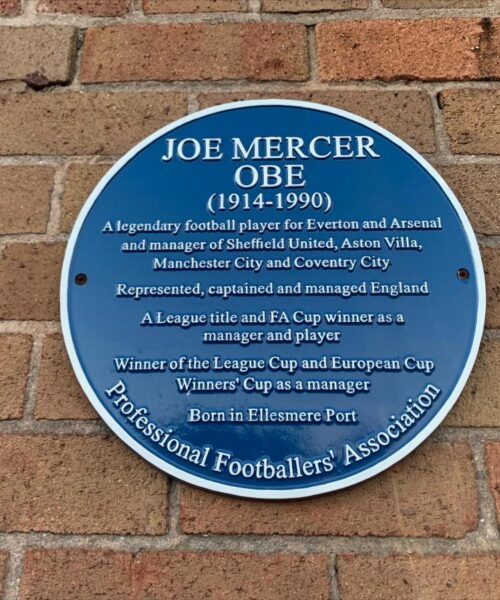 JOE MERCER
OBE
(1914-1990)
A legendary football player for Everton and Arsenal
and manager of Sheffield United, Aston Villa,
Manchester City and Coventry City
Represented, captained and managed England
A League title and FA Cup winner as a
manager and player
Winner of the League Cup and European Cup
Winners' Cup as a manager
Born in Ellesmere Port
Professional Footballers' Association